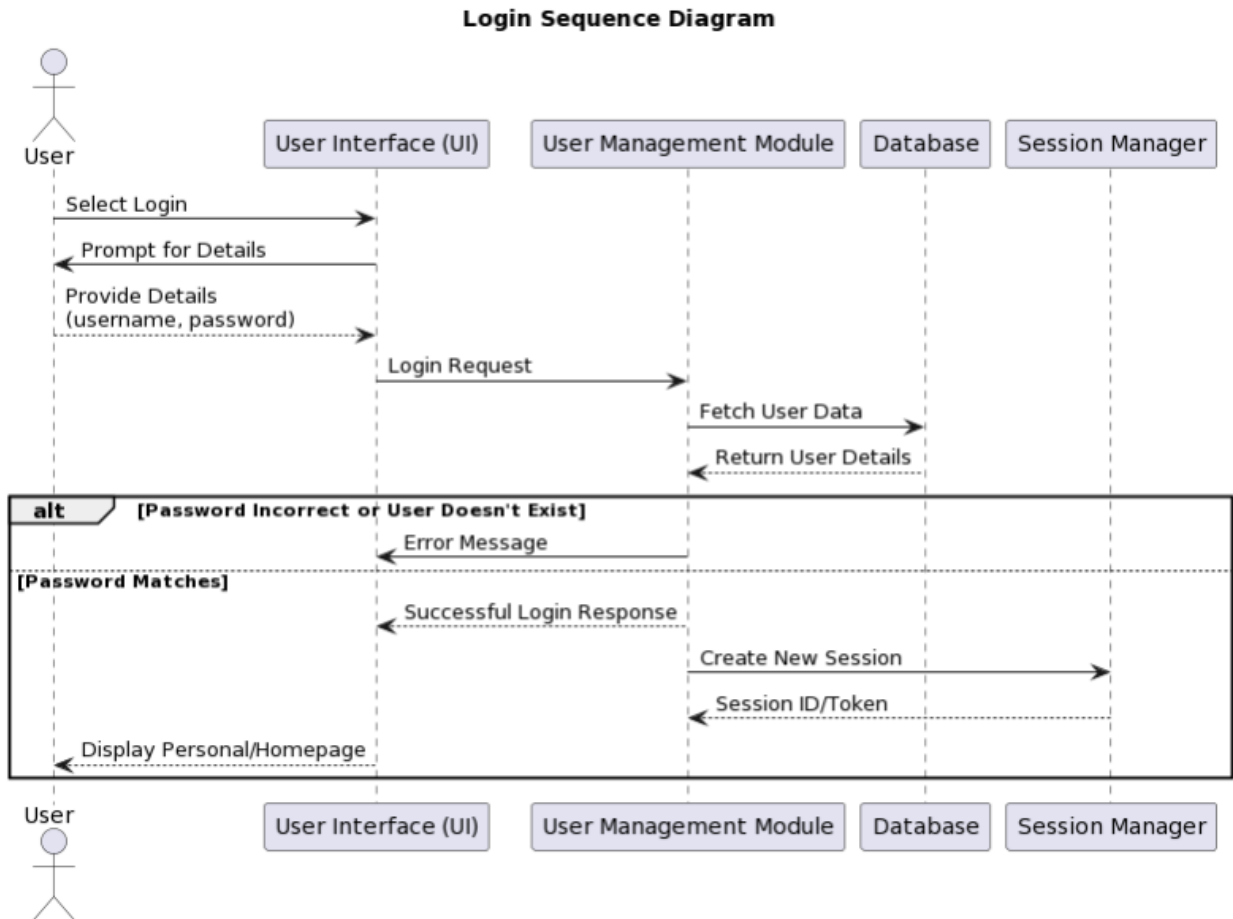 Login Sequence Diagram
User
User Interface (UI)
User Management Module
Database
Session Manager
Select Login
Prompt for Details
Provide Details
(username, password)
Login Request
Fetch User Data
Return User Details
alt
[Password Incorrect or User Doesn't Exist]
Error Message
[Password Matches]
Successful Login Response
Create New Session
Session ID/Token
Display Personal/Homepage
User
User Interface (UI)
User Management Module
Database
Session Manager